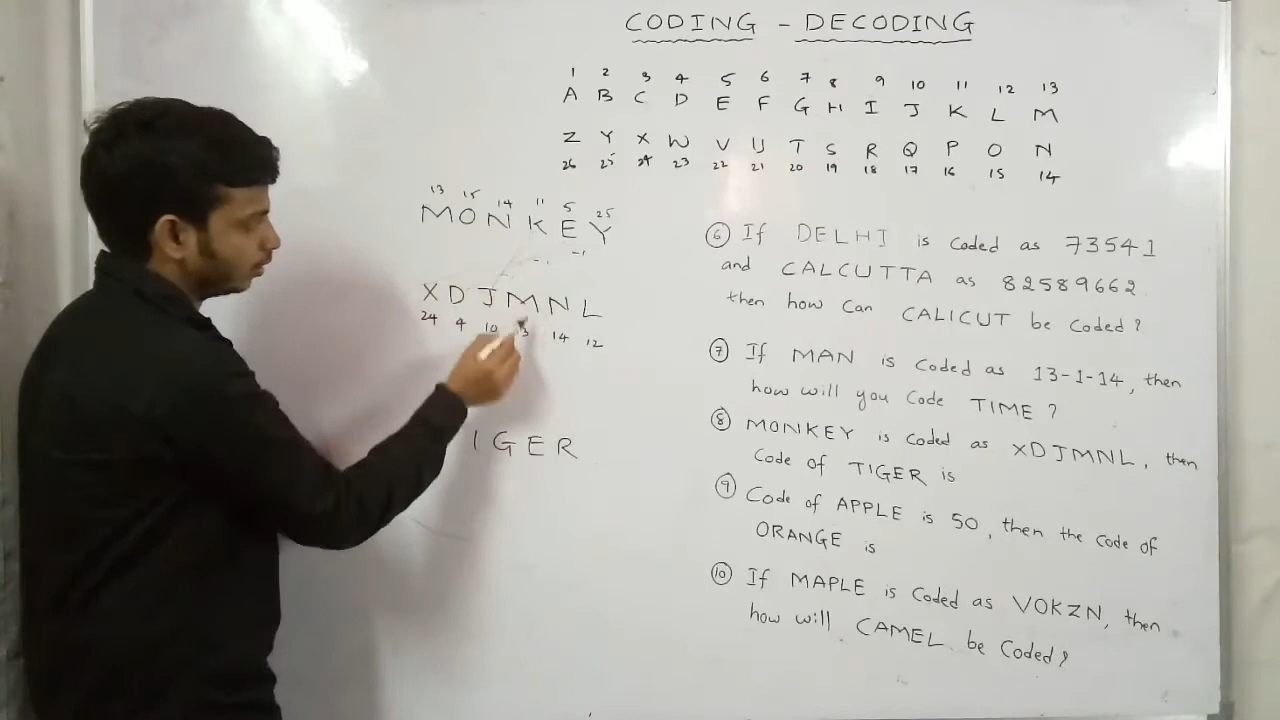 CODING - DECODING
1 2 3 4 5 6 7 8 9 10 11 12 13
A B C D E F G H I J K L M
Z Y X W V U T S R Q P O N
26 25 24 23 22 21 20 19 18 17 16 15 14
13 15 14 11 5 25
MONKEY
-1 -1
XDJMNL
24 4 10 13 14 12
IGER
⑥ If DELHI is coded as 73541
and CALCUTTA as 82589662
then how can CALICUT be coded?
⑦ If MAN is coded as 13-1-14, then
how will you code TIME?
⑧ MONKEY is coded as XDJMNL, then
Code of TIGER is
⑨ Code of APPLE is 50, then the code of
ORANGE is
⑩ If MAPLE is coded as VOKZN, then
how will CAMEL be coded?